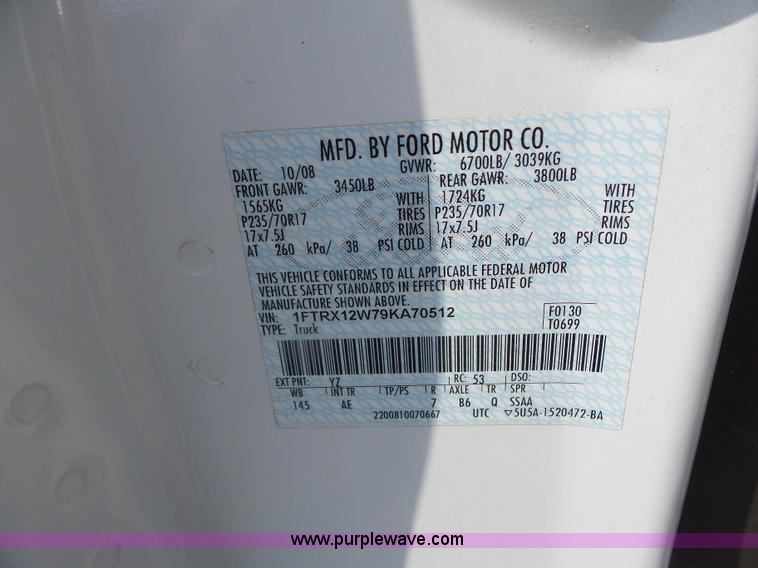 MFD. BY FORD MOTOR CO.
DATE: 10/08 GVWR: 6700LB/ 3039KG
FRONT GAWR: 3450LB REAR GAWR: 3800LB
1565KG WITH 1724KG WITH
P235/70R17 TIRES P235/70R17 TIRES
17x7.5J RIMS 17x7.5J RIMS
AT 260 kPa/ 38 PSI COLD AT 260 kPa/ 38 PSI COLD
THIS VEHICLE CONFORMS TO ALL APPLICABLE FEDERAL MOTOR
VEHICLE SAFETY STANDARDS IN EFFECT ON THE DATE OF
MANUFACTURE SHOWN ABOVE.
VIN: 1FTRX12W79KA70512 F0130
TYPE: Truck T0699
EXT PNT: YZ RC: 53 DSO:
WB INT TR TP/PS R AXLE TR SPR
145 AE 7 B6 Q SSAA
2200810070667 UTC ▽5U5A-1520472-BA
www.purplewave.com